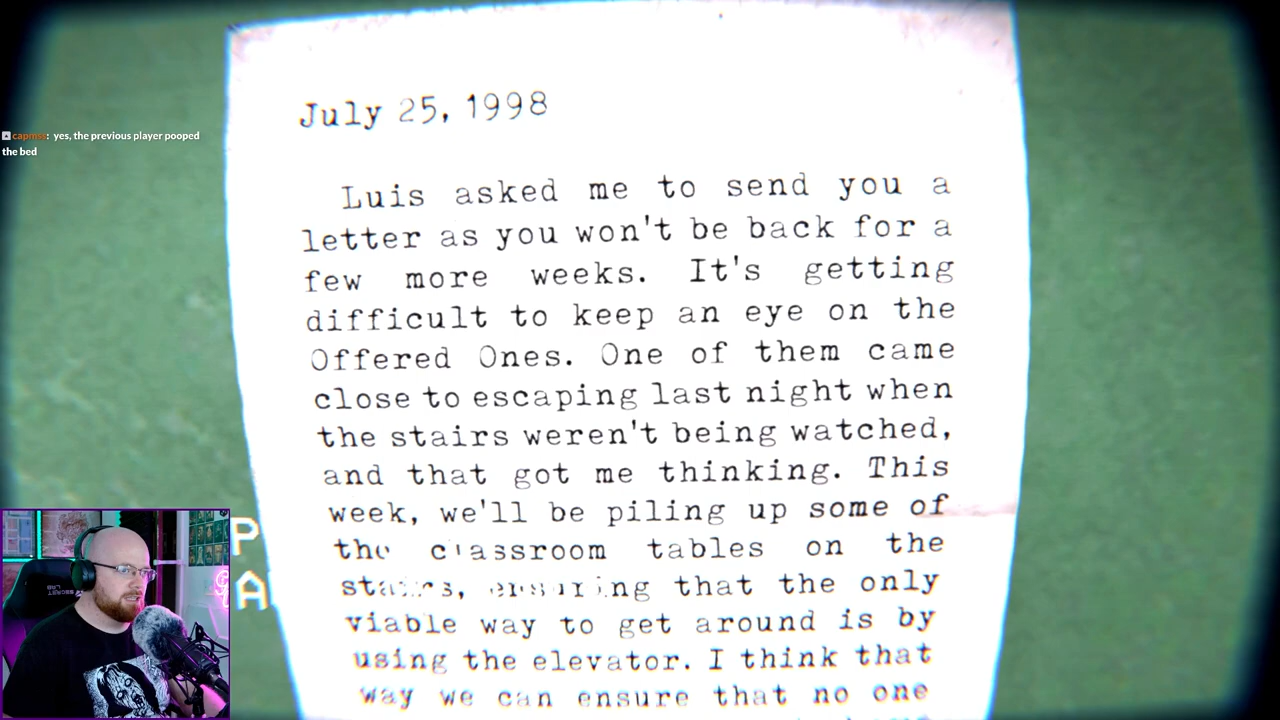 capmss: yes, the previous player pooped
the bed
July 25, 1998
Luis asked me to send you a
letter as you won't be back for a
few more weeks. It's getting
difficult to keep an eye on the
Offered Ones. One of them came
close to escaping last night when
the stairs weren't being watched,
and that got me thinking. This
week, we'll be piling up some of
the classroom tables on the
stairs, ensuring that the only
viable way to get around is by
using the elevator. I think that
way we can ensure that no one